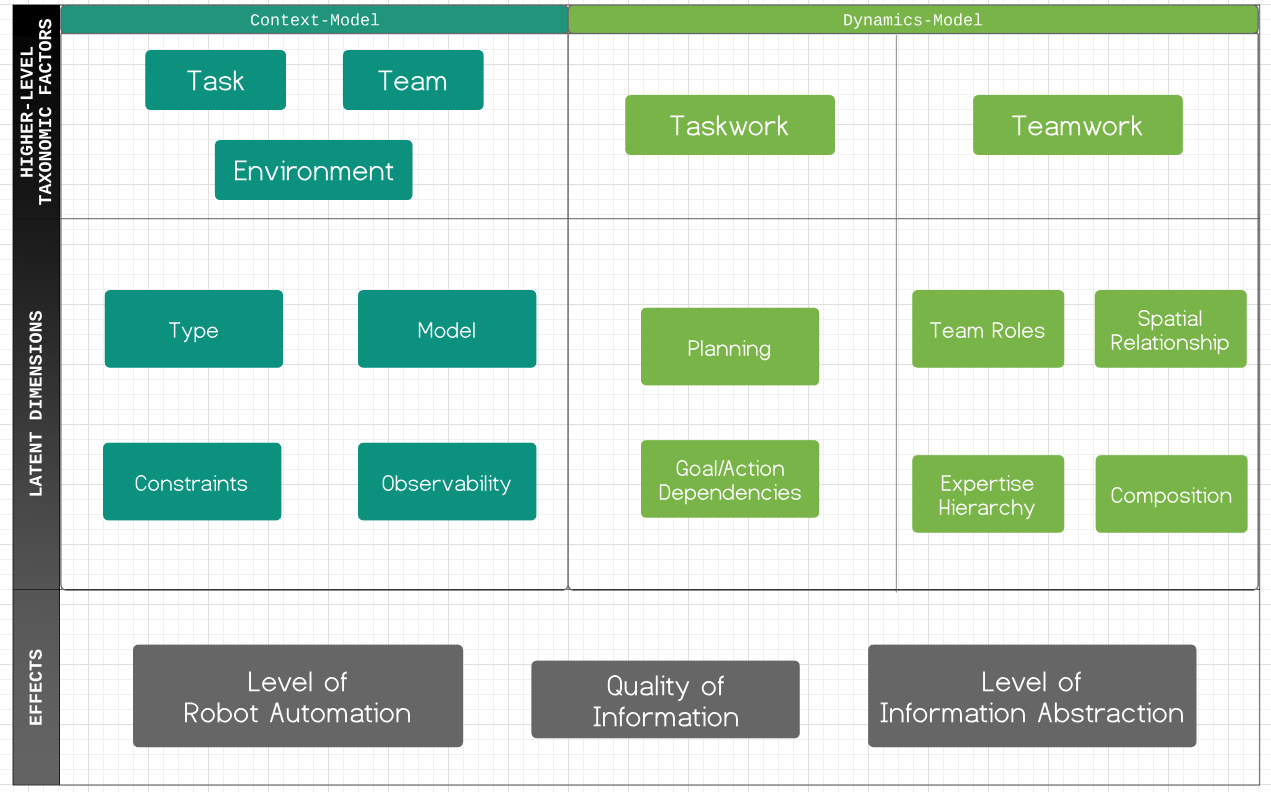 Context-Model
Dynamics-Model
HIGHER-LEVEL
TAXONOMIC FACTORS
Task
Team
Environment
Taskwork
Teamwork
LATENT DIMENSIONS
Type
Model
Constraints
Observability
Planning
Goal/Action
Dependencies
Team Roles
Spatial
Relationship
Expertise
Hierarchy
Composition
EFFECTS
Level of
Robot Automation
Quality of
Information
Level of
Information Abstraction